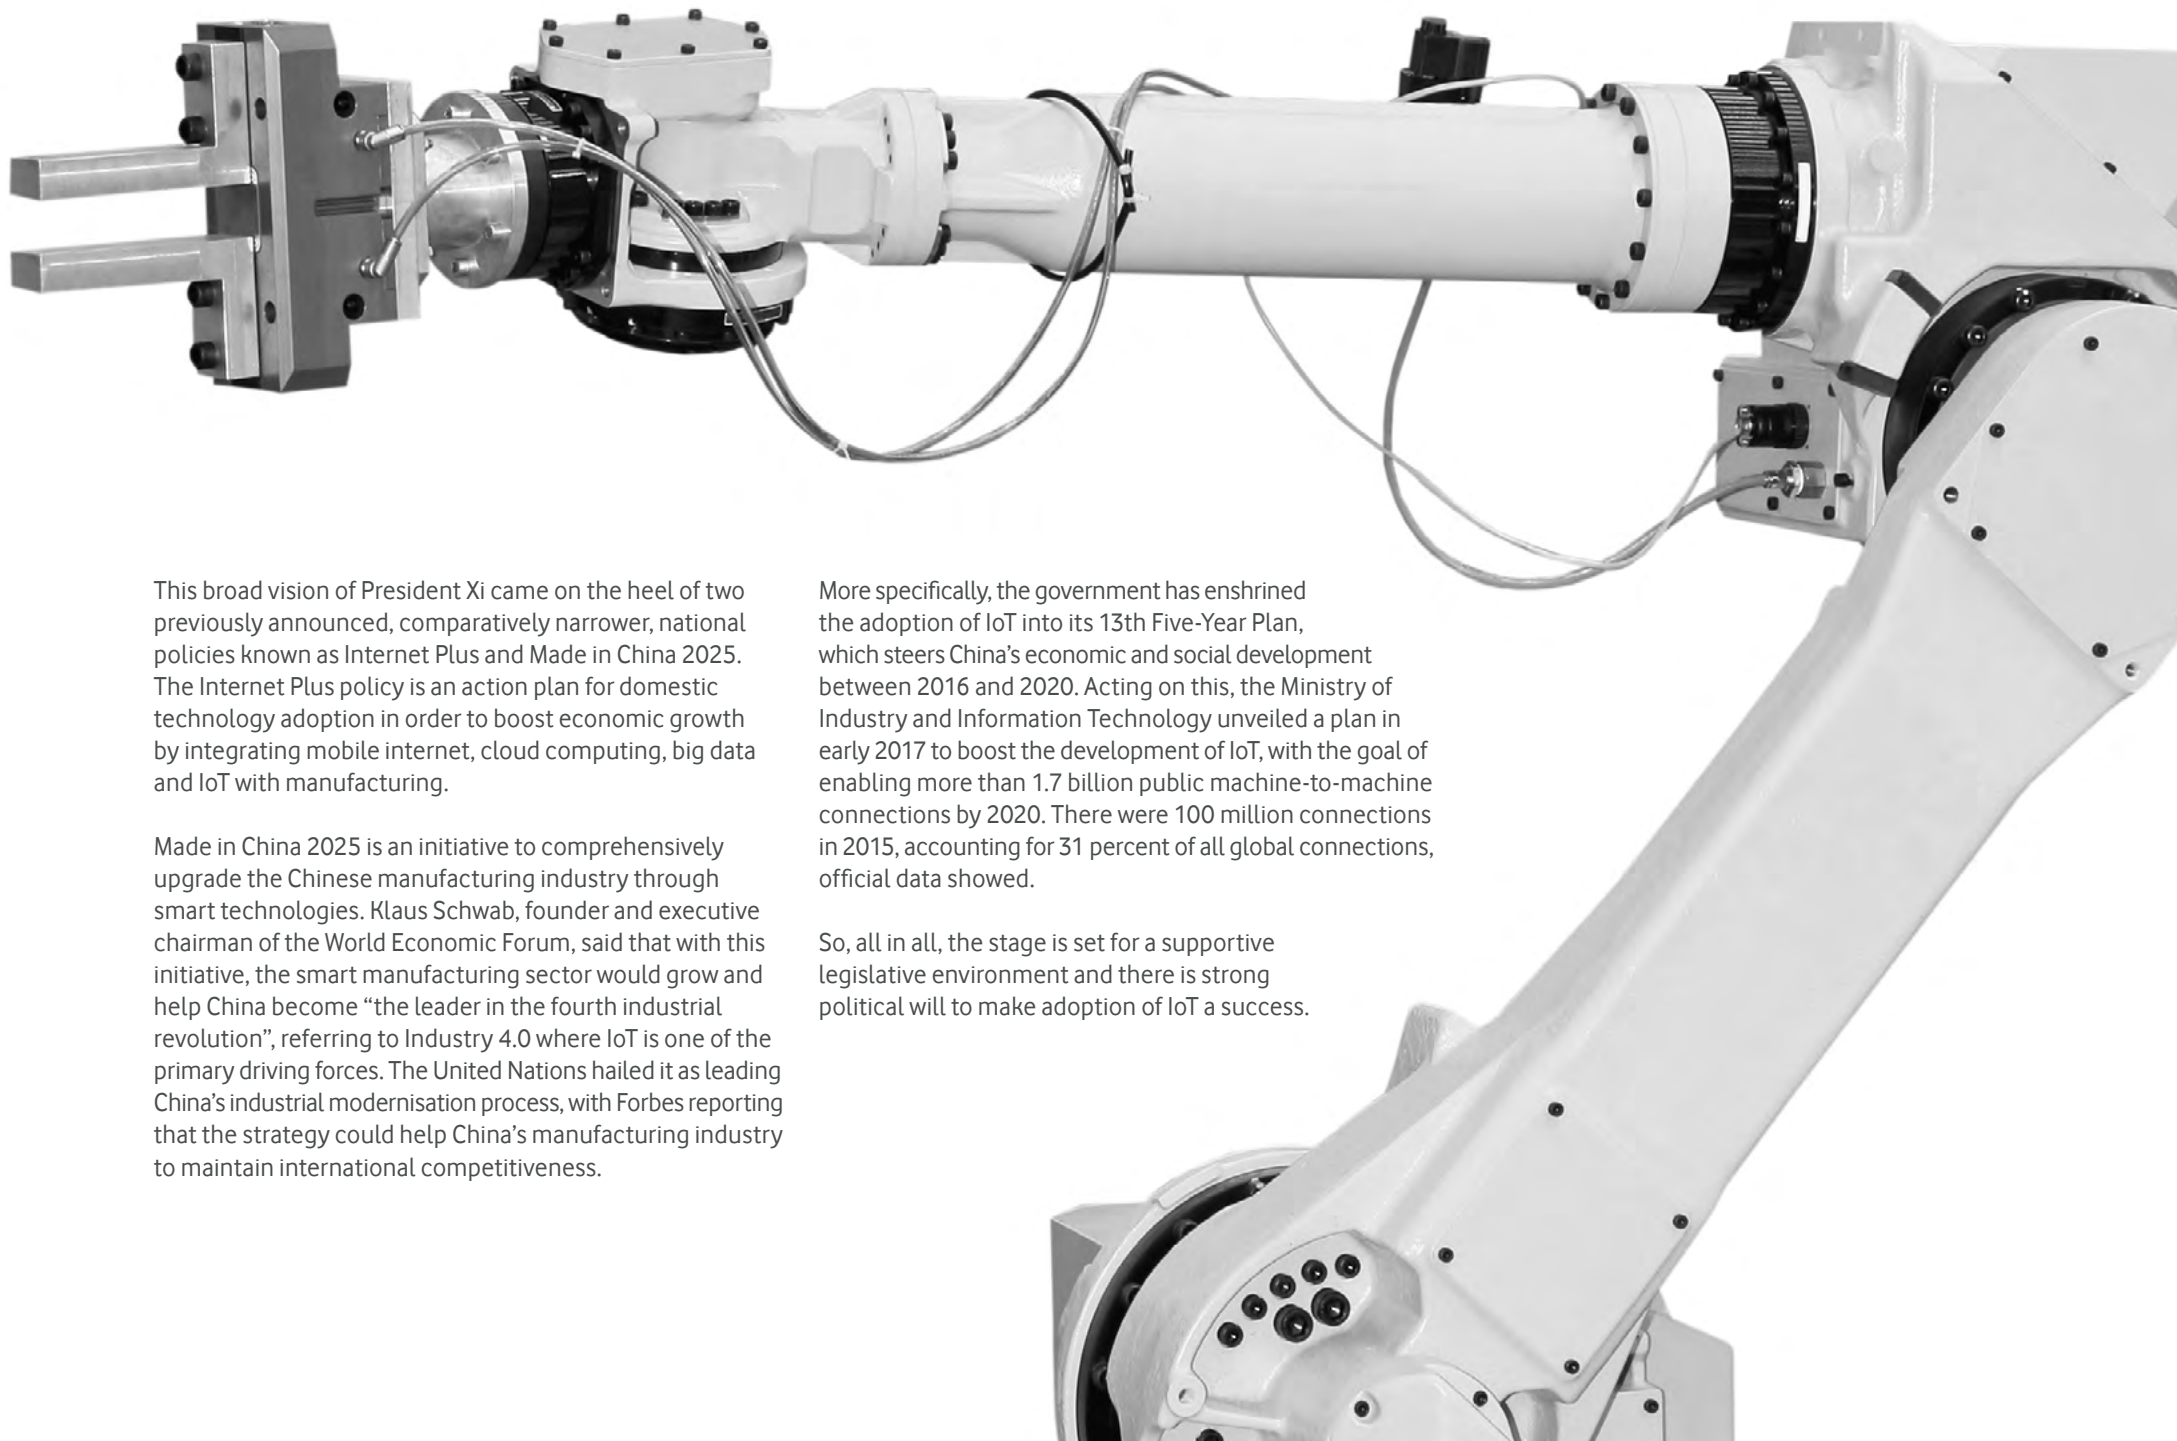 This broad vision of President Xi came on the heel of two
previously announced, comparatively narrower, national
policies known as Internet Plus and Made in China 2025.
The Internet Plus policy is an action plan for domestic
technology adoption in order to boost economic growth
by integrating mobile internet, cloud computing, big data
and IoT with manufacturing.
Made in China 2025 is an initiative to comprehensively
upgrade the Chinese manufacturing industry through
smart technologies. Klaus Schwab, founder and executive
chairman of the World Economic Forum, said that with this
initiative, the smart manufacturing sector would grow and
help China become “the leader in the fourth industrial
revolution”, referring to Industry 4.0 where IoT is one of the
primary driving forces. The United Nations hailed it as leading
China’s industrial modernisation process, with Forbes reporting
that the strategy could help China’s manufacturing industry
to maintain international competitiveness.
More specifically, the government has enshrined
the adoption of IoT into its 13th Five-Year Plan,
which steers China’s economic and social development
between 2016 and 2020. Acting on this, the Ministry of
Industry and Information Technology unveiled a plan in
early 2017 to boost the development of IoT, with the goal of
enabling more than 1.7 billion public machine-to-machine
connections by 2020. There were 100 million connections
in 2015, accounting for 31 percent of all global connections,
official data showed.
So, all in all, the stage is set for a supportive
legislative environment and there is strong
political will to make adoption of IoT a success.